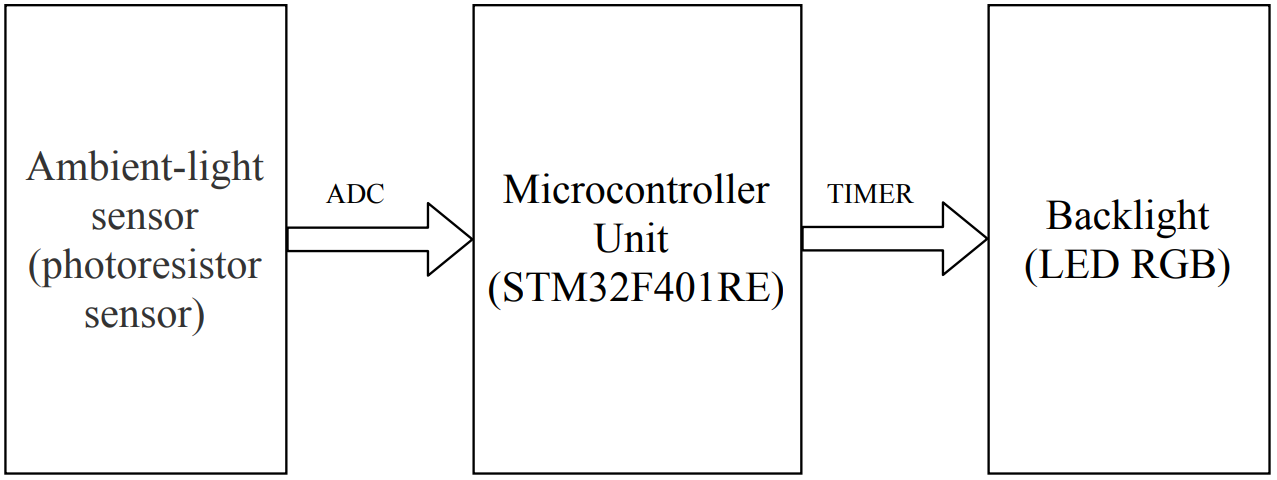 Ambient-light
sensor
(photoresistor
sensor)
ADC
Microcontroller
Unit
(STM32F401RE)
TIMER
Backlight
(LED RGB)